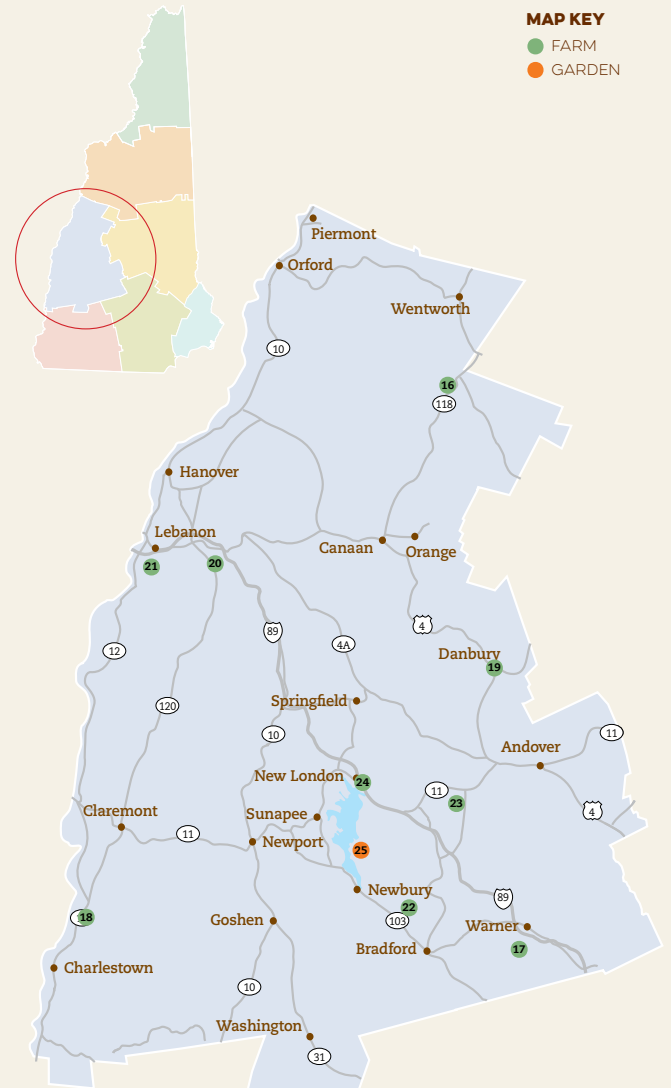 MAP KEY
FARM
GARDEN
Piermont
Orford
Wentworth
10
16
118
Hanover
Lebanon
Canaan
Orange
21
20
4
89
4A
12
Danbury
19
120
Springfield
10
11
Andover
New London
24
11
23
4
Claremont
Sunapee
11
Newport
25
Newbury
89
22
18
103
Goshen
Warner
Bradford
17
Charlestown
10
Washington
31